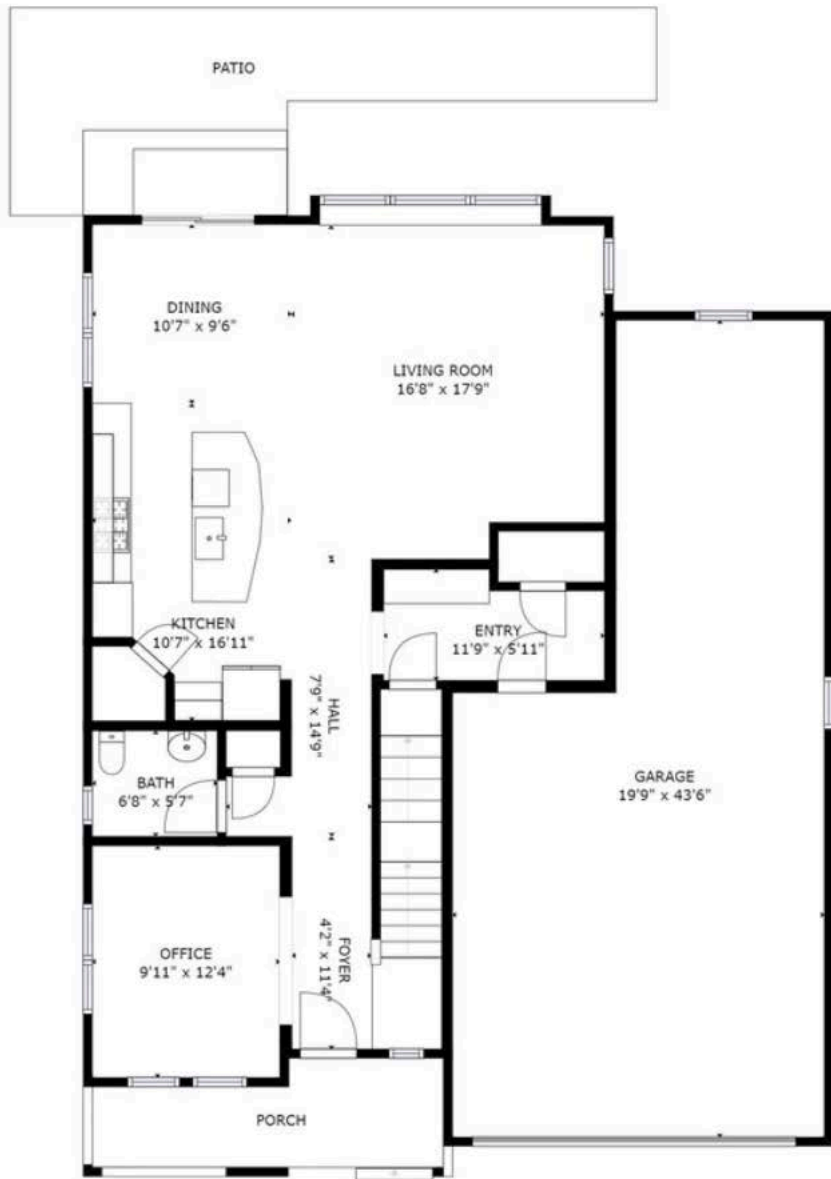 PATIO
DINING
10'7" x 9'6"
LIVING ROOM
16'8" x 17'9"
KITCHEN
10'7" x 16'11"
ENTRY
11'9" x 5'11"
HALL
7'9" x 14'9"
BATH
6'8" x 5'7"
GARAGE
19'9" x 43'6"
OFFICE
9'11" x 12'4"
FOYER
4'2" x 11'4"
PORCH